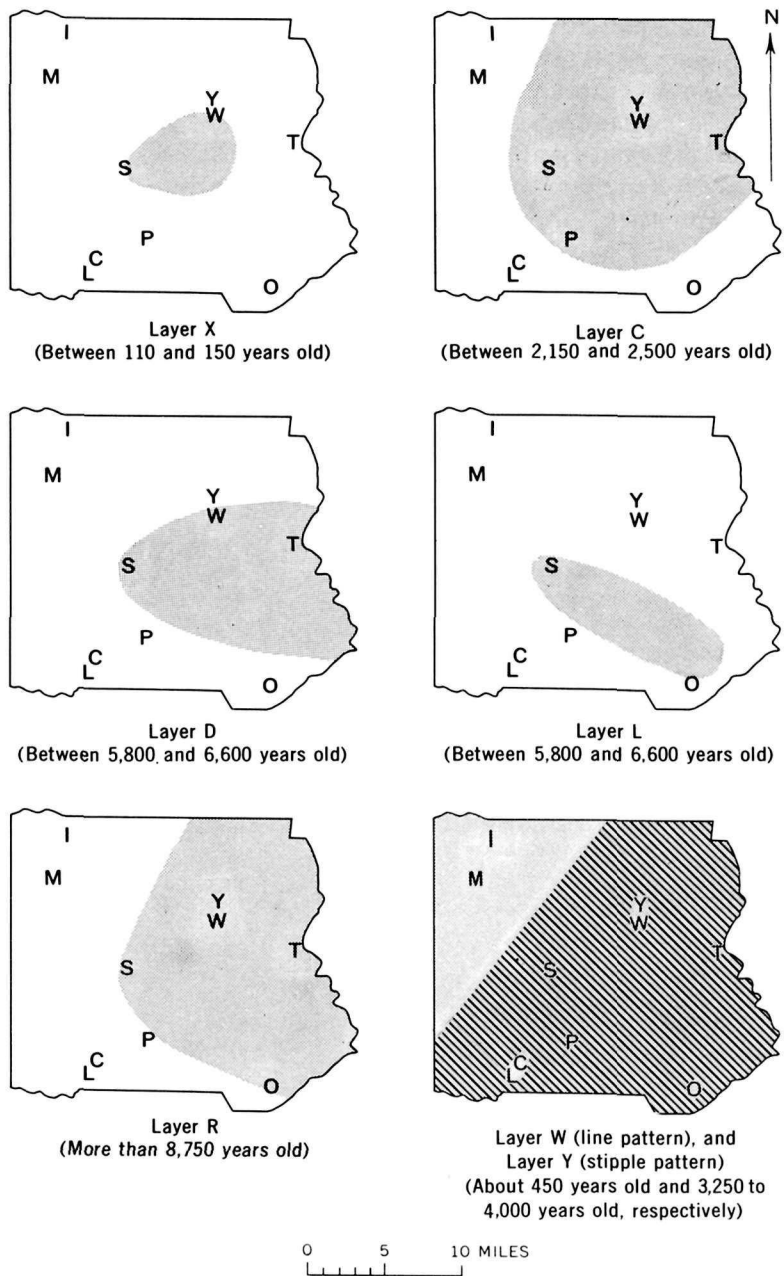 I
M
Y
W
S
T
P
C
L
O
Layer X
(Between 110 and 150 years old)
N
I
M
Y
W
T
S
P
C
L
O
Layer C
(Between 2,150 and 2,500 years old)
I
M
Y
W
T
S
P
C
L
O
Layer D
(Between 5,800 and 6,600 years old)
I
M
Y
W
T
S
P
C
L
O
Layer L
(Between 5,800 and 6,600 years old)
I
M
Y
W
T
S
P
C
L
O
Layer R
(More than 8,750 years old)
I
M
Y
W
T
S
P
C
L
O
Layer W (line pattern), and
Layer Y (stipple pattern)
(About 450 years old and 3,250 to
4,000 years old, respectively)
0 5 10 MILES